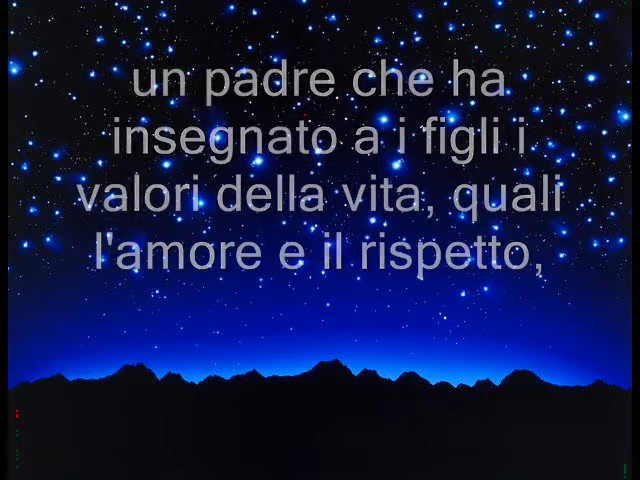 un padre che ha
insegnato a i figli i
valori della vita, quali
l'amore e il rispetto,